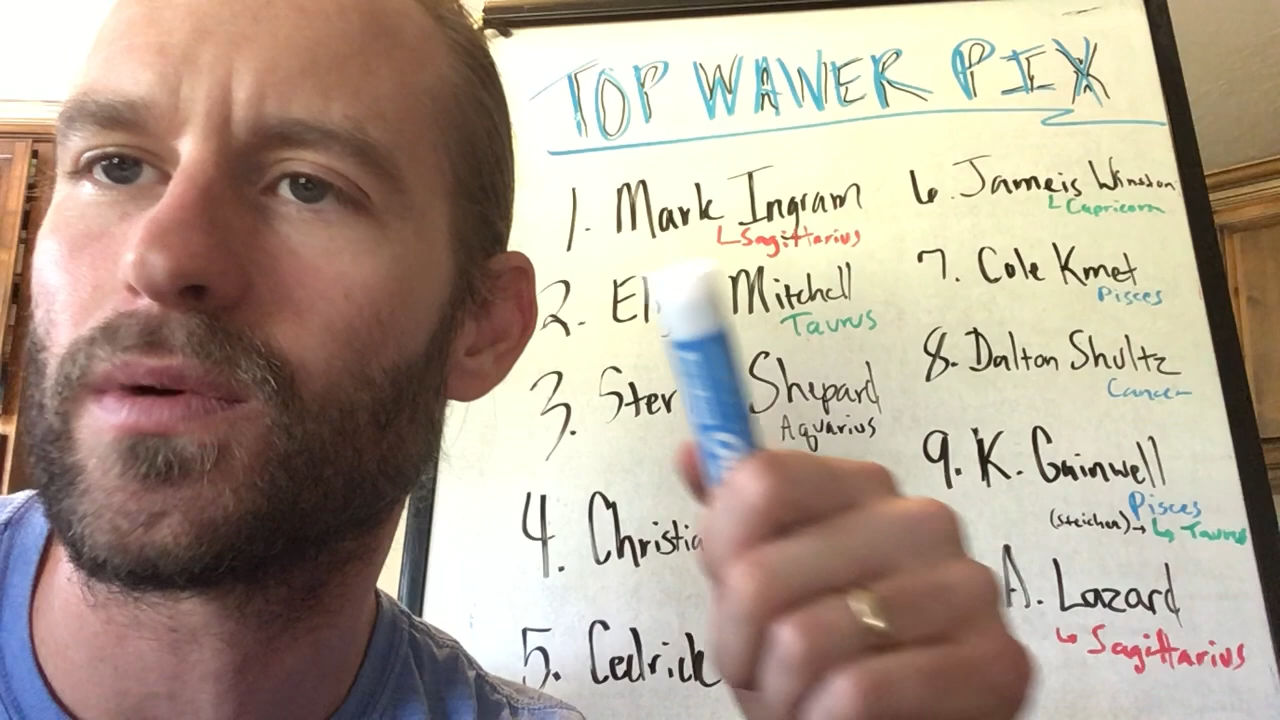 TOP WAWER PIX
1. Mark Ingram
Sagittarius
2. El Mitchell
Taurus
3. Ster Shepard
Aquarius
4. Christia
5. Cedrick
6. Jameis Winston
Capricorn
7. Cole Kmet
Pisces
8. Dalton Shultz
Cancer
9. K. Gainwell
Pisces
(Steichen)→ Taurus
A. Lazard
Sagittarius